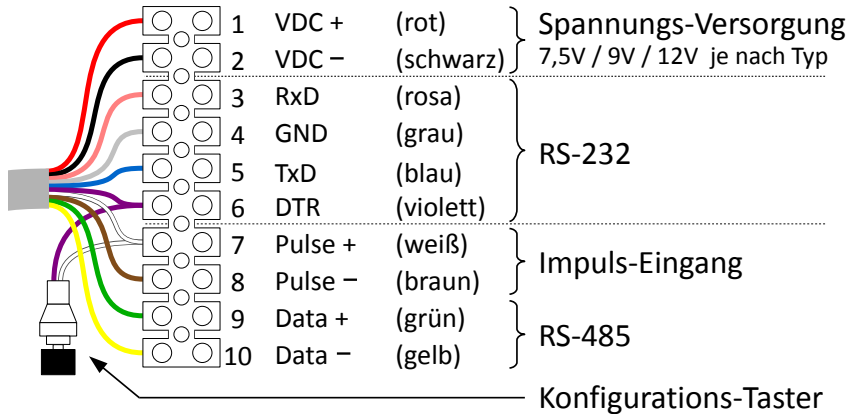 1 VDC + (rot) Spannungs-Versorgung
2 VDC – (schwarz) 7,5V / 9V / 12V je nach Typ
3 RxD (rosa)
4 GND (grau)
RS-232
5 TxD (blau)
6 DTR (violett)
7 Pulse + (weiß)
Impuls-Eingang
8 Pulse – (braun)
9 Data + (grün)
RS-485
10 Data – (gelb)
Konfigurations-Taster